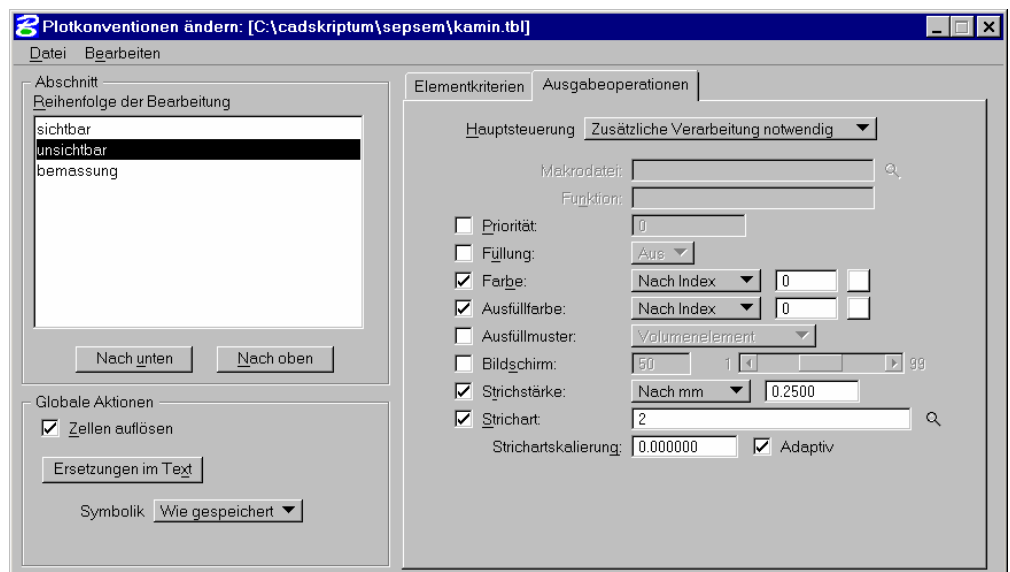 Plotkonventionen ändern: [C:\cadskriptum\sepsem\kamin.tbl]
Datei Bearbeiten
Abschnitt
Reihenfolge der Bearbeitung
sichtbar
unsichtbar
bemassung
Nach unten Nach oben
Globale Aktionen
Zellen auflösen
Ersetzungen im Text
Symbolik Wie gespeichert
Elementkriterien Ausgabeoperationen
Hauptsteuerung Zusätzliche Verarbeitung notwendig
Makrodatei:
Funktion:
Priorität: 0
Füllung: Aus
Farbe: Nach Index 0
Ausfüllfarbe: Nach Index 0
Ausfüllmuster: Volumenelement
Bildschirm: 50 1 99
Strichstärke: Nach mm 0.2500
Strichart: 2
Strichartskalierung: 0.000000 Adaptiv